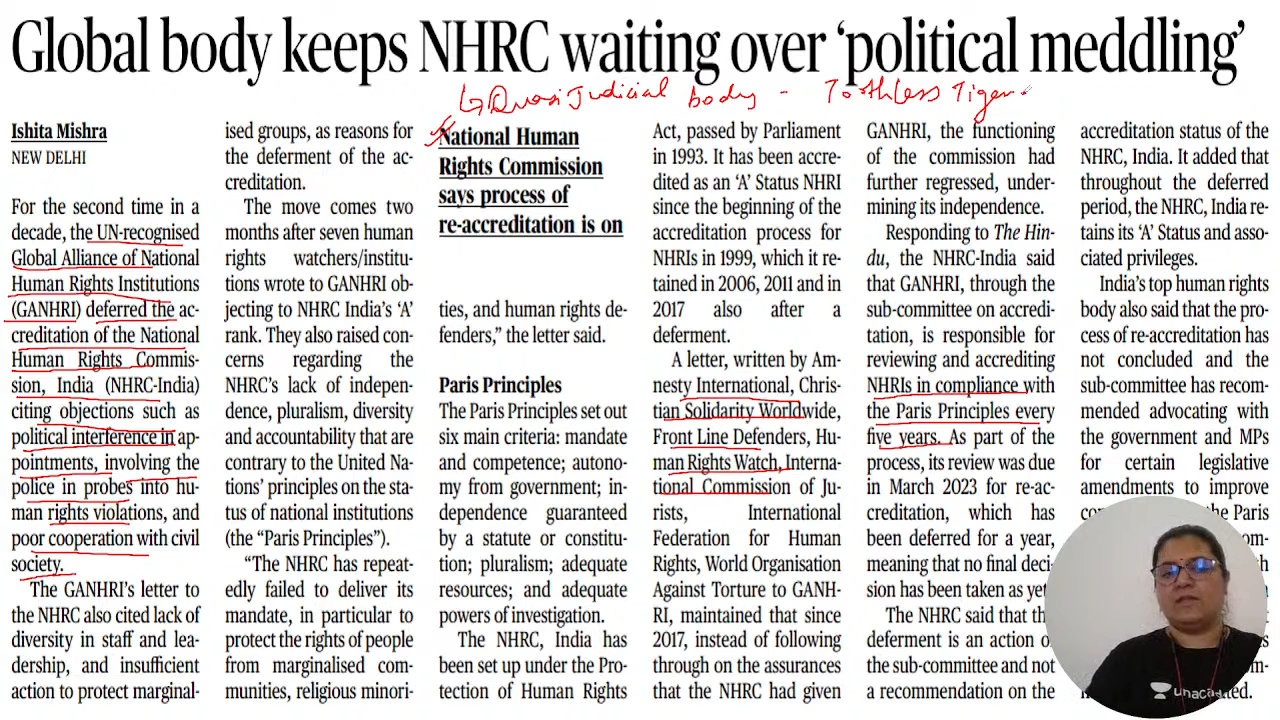 Global body keeps NHRC waiting over ‘political meddling’
↳ Quasi Judicial body - Toothless Tiger
Ishita Mishra
NEW DELHI
For the second time in a
decade, the UN-recognised
Global Alliance of National
Human Rights Institutions
(GANHRI) deferred the ac-
creditation of the National
Human Rights Commis-
sion, India (NHRC-India)
citing objections such as
political interference in ap-
pointments, involving the
police in probes into hu-
man rights violations, and
poor cooperation with civil
society.
The GANHRI’s letter to
the NHRC also cited lack of
diversity in staff and lea-
dership, and insufficient
action to protect marginal-
ised groups, as reasons for
the deferment of the ac-
creditation.
The move comes two
months after seven human
rights watchers/institu-
tions wrote to GANHRI ob-
jecting to NHRC India’s ‘A’
rank. They also raised con-
cerns regarding the
NHRC’s lack of indepen-
dence, pluralism, diversity
and accountability that are
contrary to the United Na-
tions’ principles on the sta-
tus of national institutions
(the “Paris Principles”).
“The NHRC has repeat-
edly failed to deliver its
mandate, in particular to
protect the rights of people
from marginalised com-
munities, religious minori-
National Human
Rights Commission
says process of
re-accreditation is on
ties, and human rights de-
fenders,” the letter said.
Paris Principles
The Paris Principles set out
six main criteria: mandate
and competence; autono-
my from government; in-
dependence guaranteed
by a statute or constitu-
tion; pluralism; adequate
resources; and adequate
powers of investigation.
The NHRC, India has
been set up under the Pro-
tection of Human Rights
Act, passed by Parliament
in 1993. It has been accre-
dited as an ‘A’ Status NHRI
since the beginning of the
accreditation process for
NHRIs in 1999, which it re-
tained in 2006, 2011 and in
2017 also after a
deferment.
A letter, written by Am-
nesty International, Chris-
tian Solidarity Worldwide,
Front Line Defenders, Hu-
man Rights Watch, Interna-
tional Commission of Ju-
rists, International
Federation for Human
Rights, World Organisation
Against Torture to GANH-
RI, maintained that since
2017, instead of following
through on the assurances
that the NHRC had given
GANHRI, the functioning
of the commission had
further regressed, under-
mining its independence.
Responding to The Hin-
du, the NHRC-India said
that GANHRI, through the
sub-committee on accredi-
tation, is responsible for
reviewing and accrediting
NHRIs in compliance with
the Paris Principles every
five years. As part of the
process, its review was due
in March 2023 for re-ac-
creditation, which has
been deferred for a year,
meaning that no final deci-
sion has been taken as yet
The NHRC said that th
deferment is an action o
the sub-committee and not
a recommendation on the
accreditation status of the
NHRC, India. It added that
throughout the deferred
period, the NHRC, India re-
tains its ‘A’ Status and asso-
ciated privileges.
India’s top human rights
body also said that the pro-
cess of re-accreditation has
not concluded and the
sub-committee has recom-
mended advocating with
the government and MPs
for certain legislative
amendments to improve
the Paris